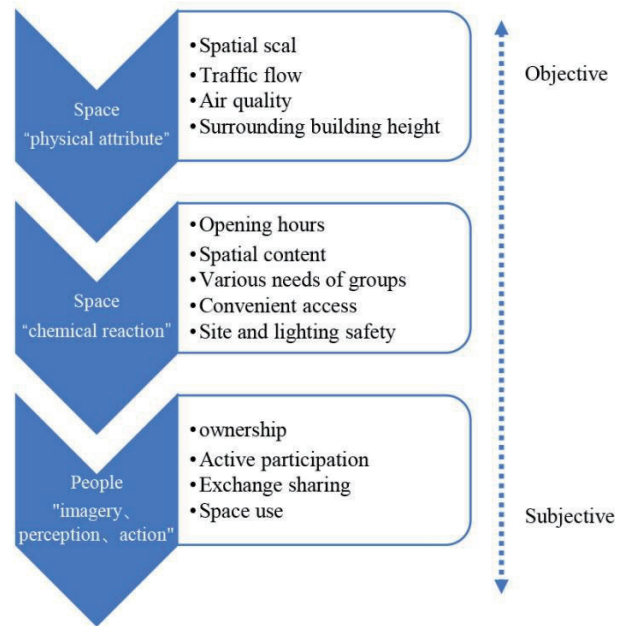 Space
“physical attribute”
•Spatial scal
•Traffic flow
•Air quality
•Surrounding building height
Objective
Space
“chemical reaction”
•Opening hours
•Spatial content
•Various needs of groups
•Convenient access
•Site and lighting safety
People
"imagery、
perception、action"
•ownership
•Active participation
•Exchange sharing
•Space use
Subjective